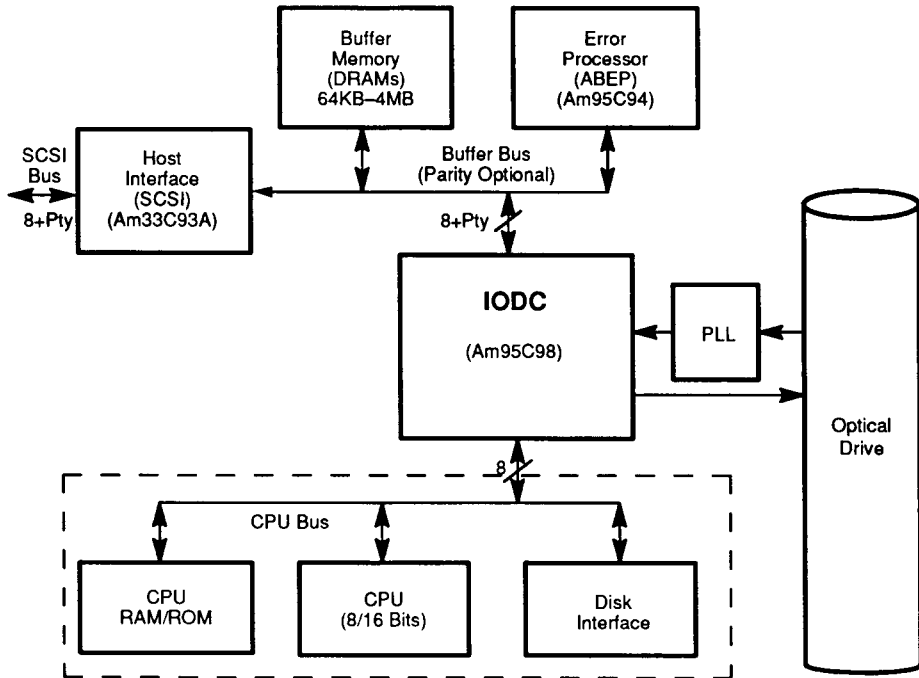 Buffer
Memory
(DRAMs)
64KB–4MB
Error
Processor
(ABEP)
(Am95C94)
SCSI
Bus
8+Pty
Host
Interface
(SCSI)
(Am33C93A)
Buffer Bus
(Parity Optional)
8+Pty
IODC
(Am95C98)
PLL
Optical
Drive
8
CPU Bus
CPU
RAM/ROM
CPU
(8/16 Bits)
Disk
Interface